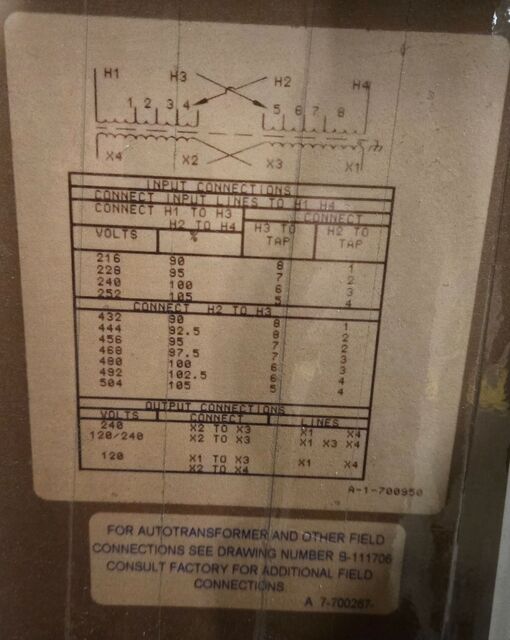 H1 H3 H2 H4
1 2 3 4 5 6 7 8
X4 X2 X3 X1
INPUT CONNECTIONS
CONNECT INPUT LINES TO H1 H4
CONNECT H1 TO H3 CONNECT
H2 TO H4 H3 TO H2 TO
VOLTS % TAP TAP
216 90 8 1
228 95 7 2
240 100 6 3
252 105 5 4
CONNECT H2 TO H3
432 90 8 1
444 92.5 8 2
456 95 7 2
468 97.5 7 3
480 100 6 3
492 102.5 6 4
504 105 5 4
OUTPUT CONNECTIONS
VOLTS CONNECT LINES
240 X2 TO X3 X1 X4
120/240 X2 TO X3 X1 X3 X4
120 X1 TO X3 X1 X4
X2 TO X4
A-1-700950
FOR AUTOTRANSFORMER AND OTHER FIELD
CONNECTIONS SEE DRAWING NUMBER B-111706
CONSULT FACTORY FOR ADDITIONAL FIELD
CONNECTIONS
A 7-700267-